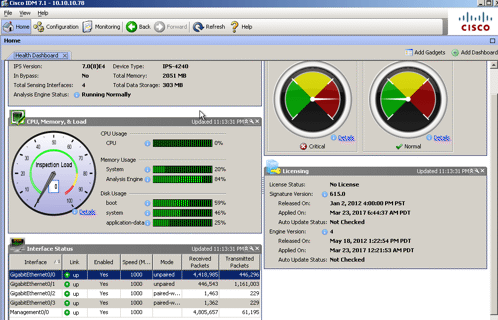 Cisco IDM 7.1 - 10.10.10.78
File View Help
Home Configuration Monitoring Back Forward Refresh Help
CISCO
Home
Health Dashboard
Add Gadgets Add Dashboard
IPS Version: 7.0(8)E4 Device Type: IPS-4240
In Bypass: No Total Memory: 2051 MB
Total Sensing Interfaces: 4 Total Data Storage: 303 MB
Analysis Engine Status: Running Normally
CPU, Memory, & Load Updated 11:13:31 PM
CPU Usage
CPU 0%
Inspection Load
0
Details
Memory Usage
System 20%
Analysis Engine 84%
Disk Usage
boot 59%
system 46%
application-data 25%
Interface Status Updated 11:13:31 PM
Interface Link Enabled Speed (M... Mode Received Packets Transmitted Packets
GigabitEthernet0/0 up Yes 1000 unpaired 4,418,985 446,296
GigabitEthernet0/1 up Yes 1000 unpaired 446,543 1,161,003
GigabitEthernet0/2 up Yes 1000 paired-w... 1,463 229
GigabitEthernet0/3 up Yes 1000 paired-w... 1,362 229
Management0/0 up Yes 1000 4,805,657 61,195
Details Details
Critical Normal
Licensing Updated 11:13:31 PM
License Status: No License
Signature Version: 615.0
Released On: Jan 2, 2012 4:00:00 PM PST
Applied On: Mar 23, 2017 6:44:37 AM PDT
Auto Update Status: Not Checked
Engine Version: 4
Released On: May 18, 2012 1:22:54 PM PDT
Applied On: Mar 23, 2017 12:21:53 AM PDT
Auto Update Status: Not Checked